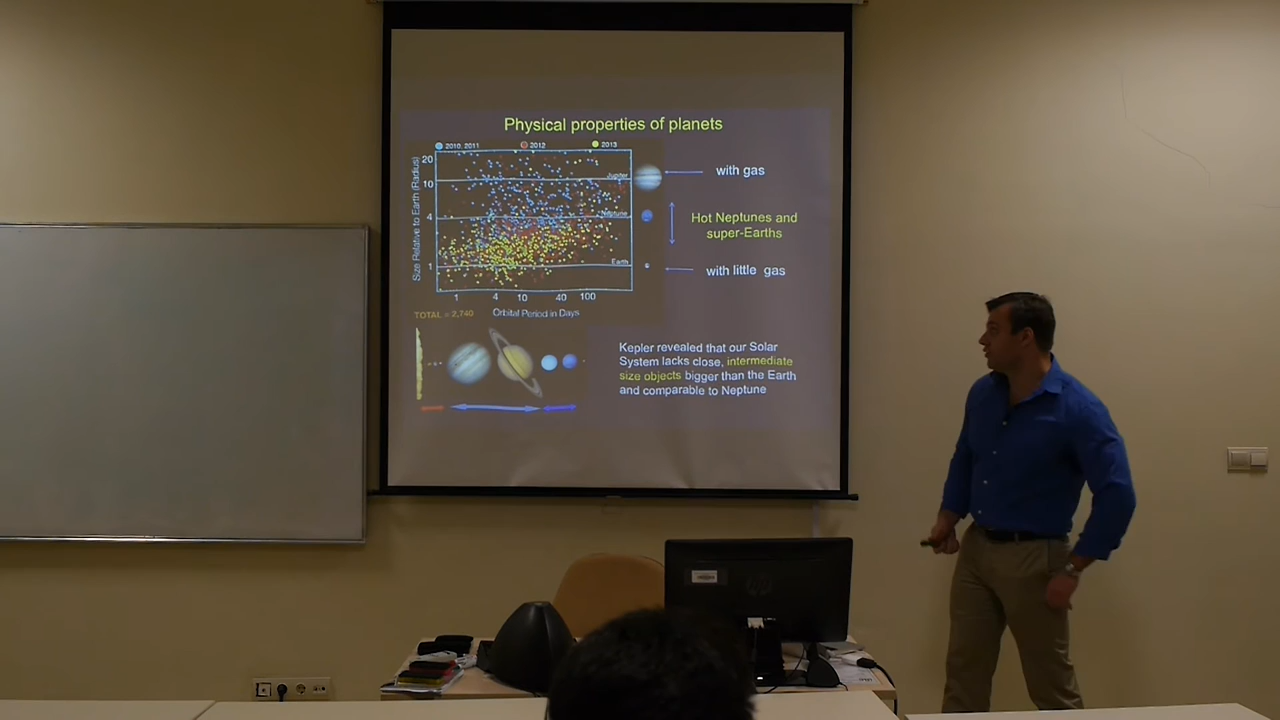 Physical properties of planets
2010, 2011
2012
2013
Size Relative to Earth (Radius)
20
10
4
1
Jupiter
Neptune
Earth
1
4
10
40
100
TOTAL = 2,740
Orbital Period in Days
with gas
Hot Neptunes and
super-Earths
with little gas
Kepler revealed that our Solar
System lacks close, intermediate
size objects bigger than the Earth
and comparable to Neptune
hp